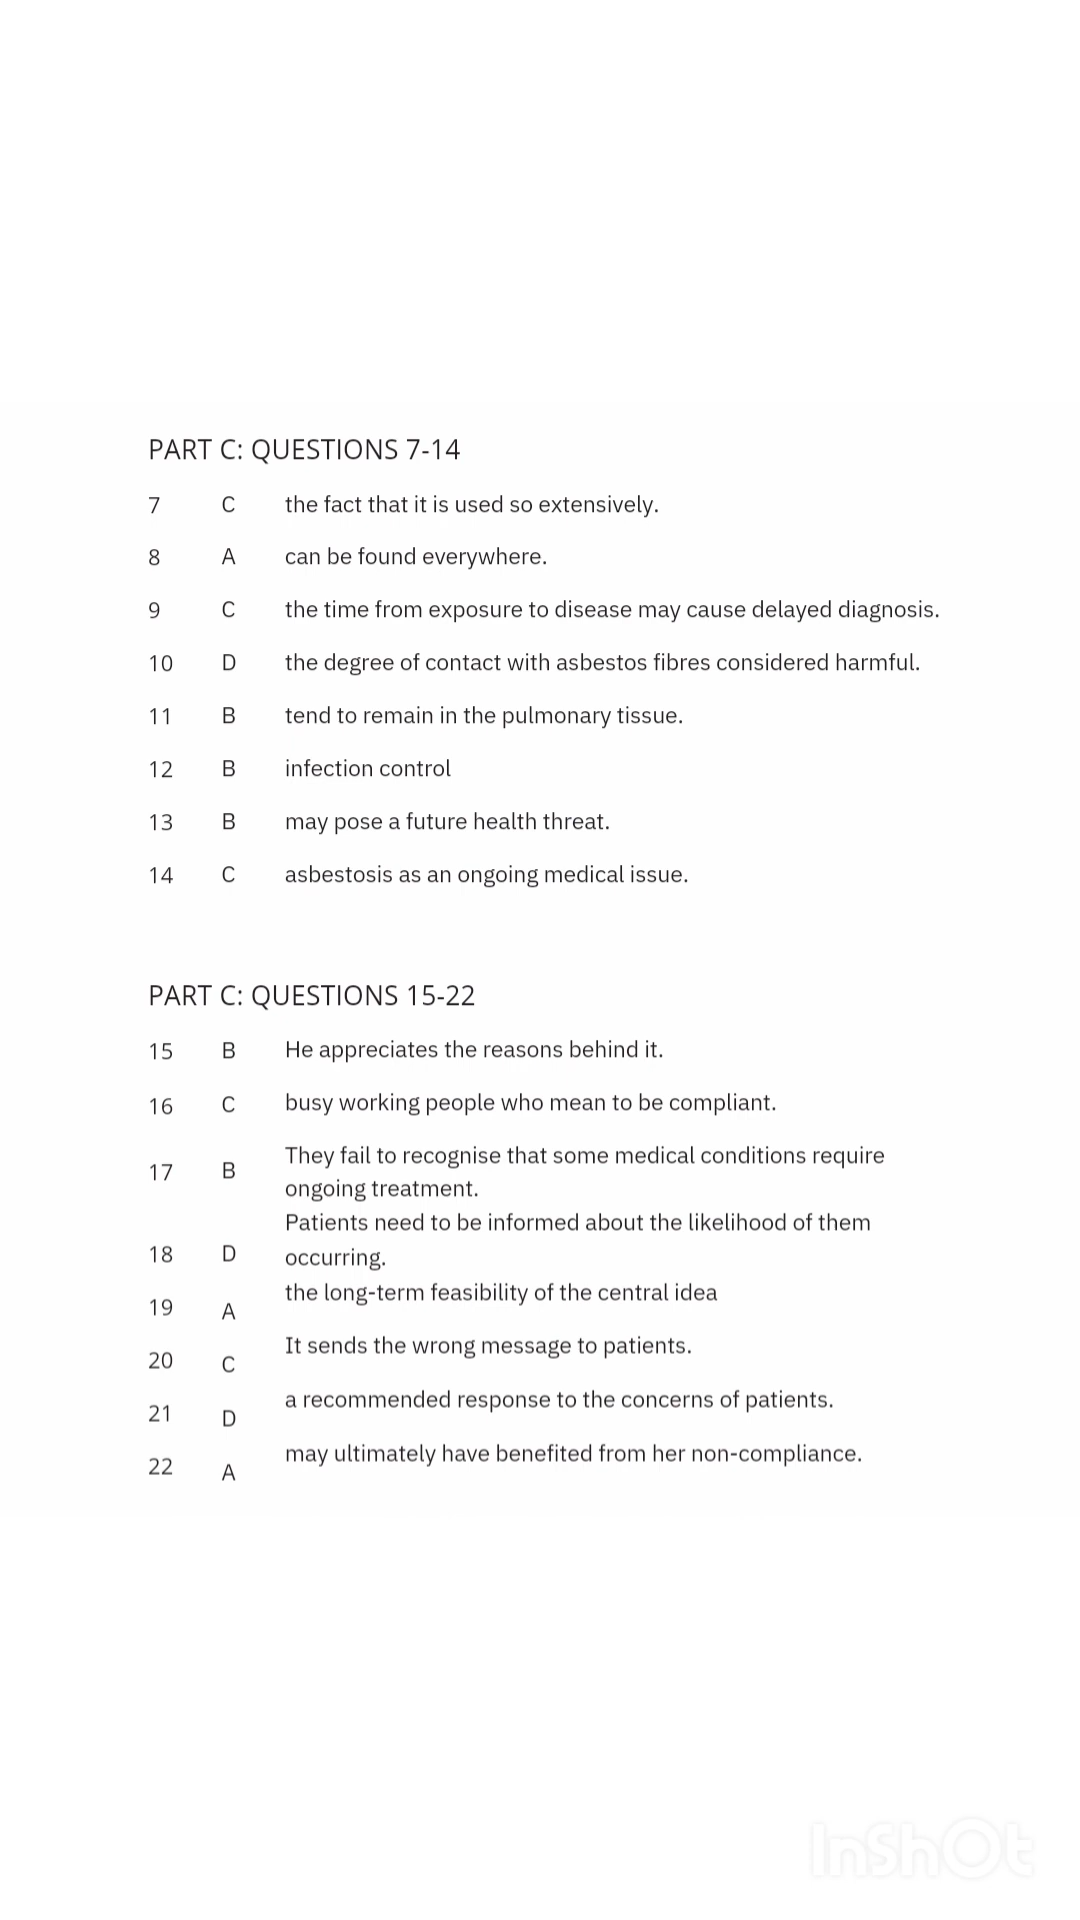 PART C: QUESTIONS 7-14
7 C the fact that it is used so extensively.
8 A can be found everywhere.
9 C the time from exposure to disease may cause delayed diagnosis.
10 D the degree of contact with asbestos fibres considered harmful.
11 B tend to remain in the pulmonary tissue.
12 B infection control
13 B may pose a future health threat.
14 C asbestosis as an ongoing medical issue.
PART C: QUESTIONS 15-22
15 B He appreciates the reasons behind it.
16 C busy working people who mean to be compliant.
17 B They fail to recognise that some medical conditions require
ongoing treatment.
18 D Patients need to be informed about the likelihood of them
occurring.
19 A the long-term feasibility of the central idea
20 C It sends the wrong message to patients.
21 D a recommended response to the concerns of patients.
22 A may ultimately have benefited from her non-compliance.
InShOt